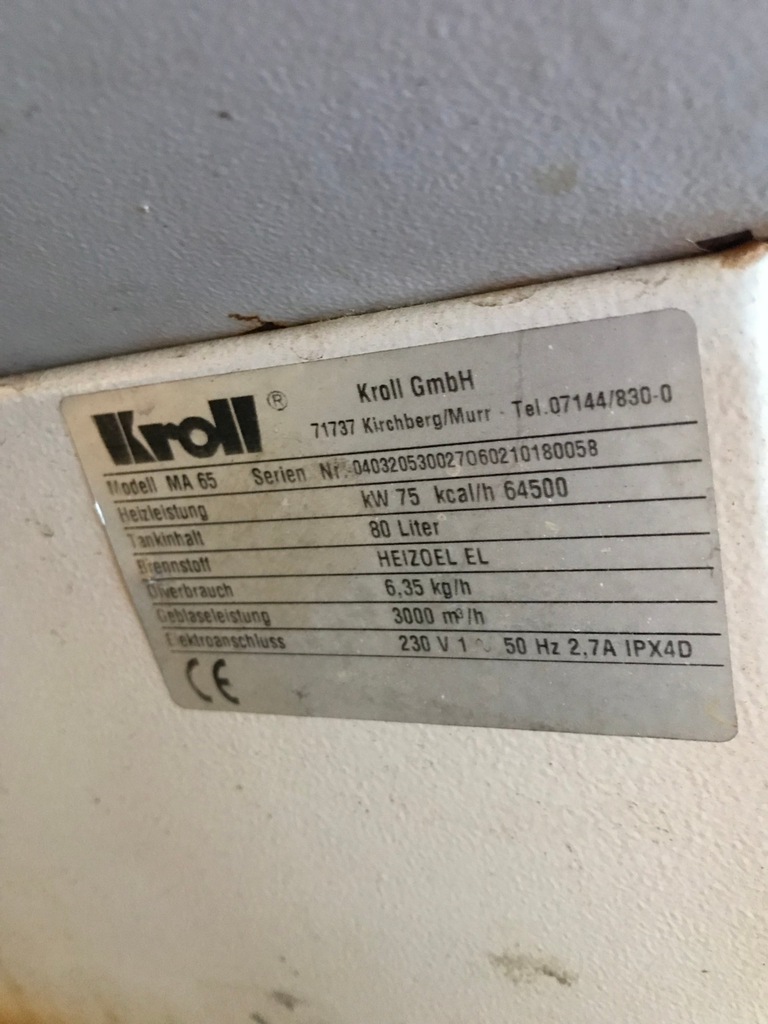 Kroll ®
Kroll GmbH
71737 Kirchberg/Murr - Tel.07144/830-0
Modell MA 65 Serien Nr.:040320530027060210180058
Heizleistung kW 75 kcal/h 64500
Tankinhalt 80 Liter
Brennstoff HEIZOEL EL
Ölverbrauch 6,35 kg/h
Gebläseleistung 3000 m³/h
Elektroanschluss 230 V 1 ~ 50 Hz 2,7A IPX4D
CE